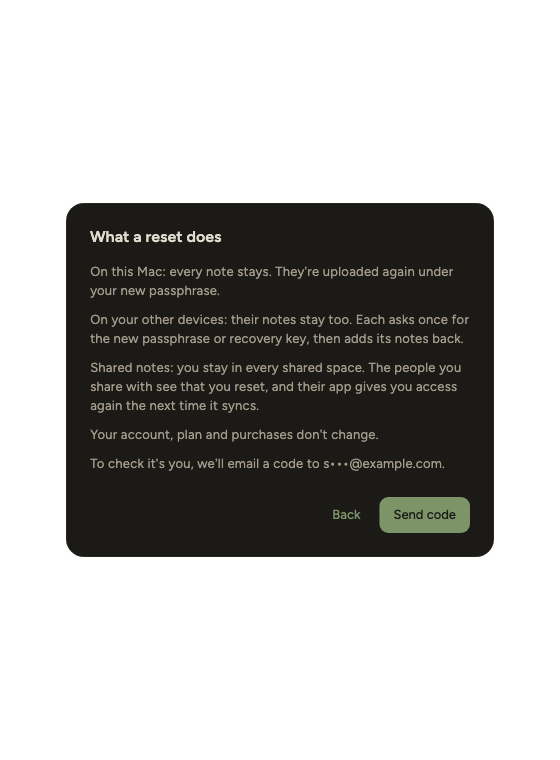 What a reset does
On this Mac: every note stays. They're uploaded again under
your new passphrase.
On your other devices: their notes stay too. Each asks once for
the new passphrase or recovery key, then adds its notes back.
Shared notes: you stay in every shared space. The people you
share with see that you reset, and their app gives you access
again the next time it syncs.
Your account, plan and purchases don't change.
To check it's you, we'll email a code to s•••@example.com.
Back
Send code